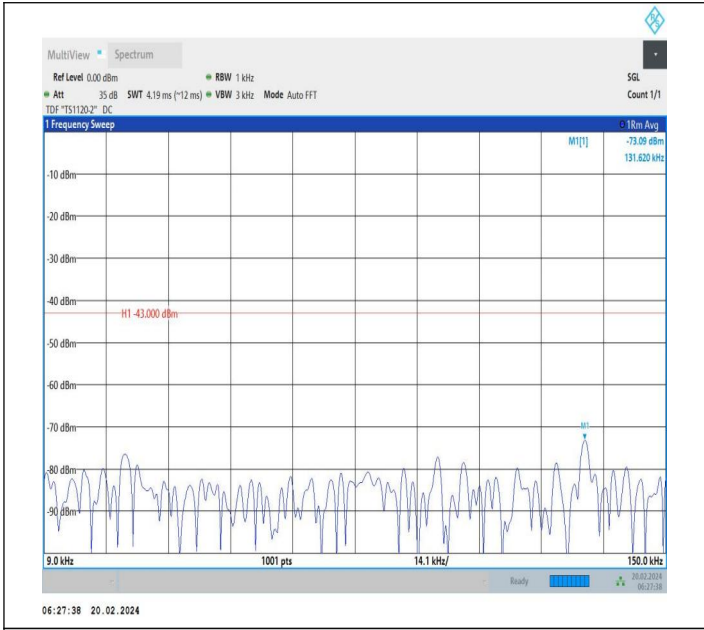 R S
MultiView Spectrum
Ref Level 0.00 dBm RBW 1 kHz SGL
Att 35 dB SWT 4.19 ms (~12 ms) VBW 3 kHz Mode Auto FFT Count 1/1
TDF "TS1120-2" DC
1 Frequency Sweep 1Rm Avg
M1[1] -73.09 dBm
131.620 kHz
-10 dBm
-20 dBm
-30 dBm
-40 dBm
H1 -43.000 dBm
-50 dBm
-60 dBm
-70 dBm
M1
-80 dBm
-90 dBm
9.0 kHz 1001 pts 14.1 kHz/ 150.0 kHz
Ready 20.02.2024
06:27:38
06:27:38 20.02.2024